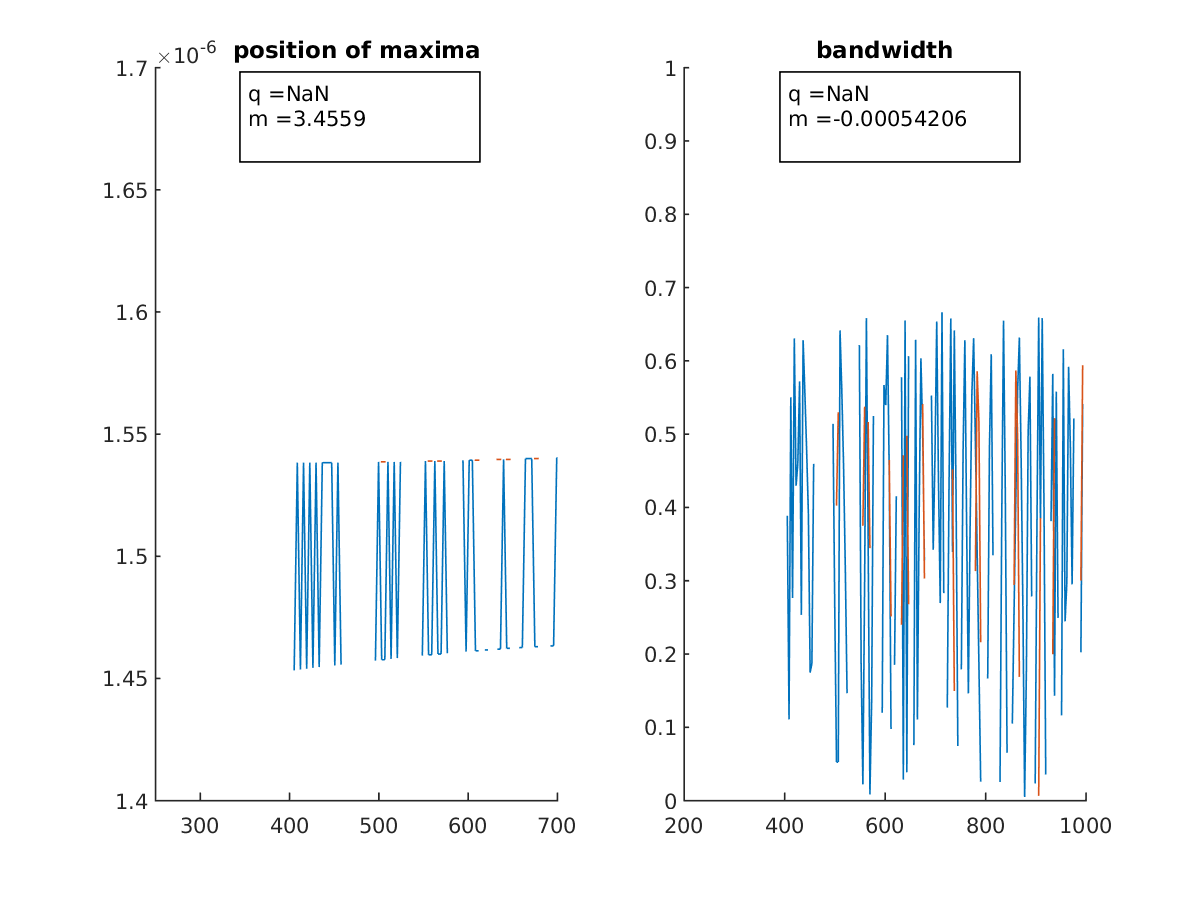 ×10-6
position of maxima
q =NaN
m =3.4559
1.7
1.65
1.6
1.55
1.5
1.45
1.4
300 400 500 600 700
bandwidth
q =NaN
m =-0.00054206
1
0.9
0.8
0.7
0.6
0.5
0.4
0.3
0.2
0.1
0
200 400 600 800 1000